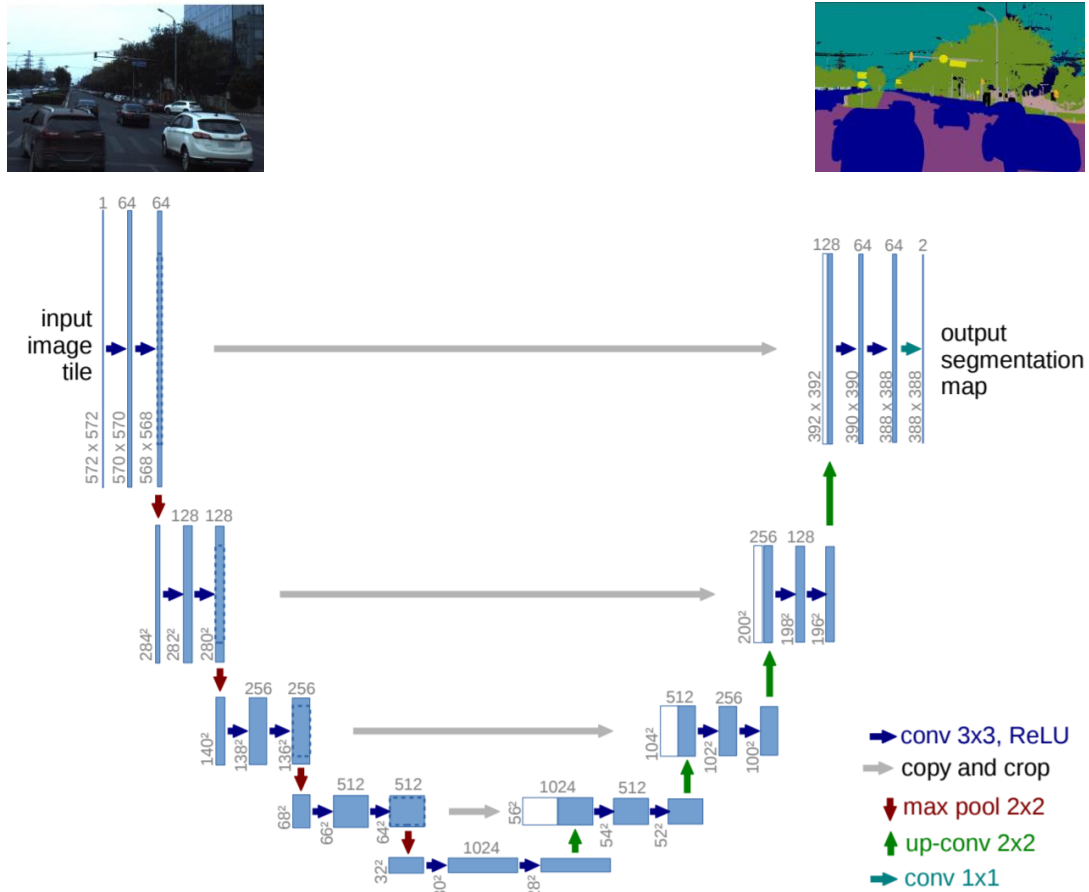 1 64 64
input
image
tile
572 x 572
570 x 570
568 x 568
128 64 64 2
output
segmentation
map
392 x 392
390 x 390
388 x 388
388 x 388
128 128
284²
282²
280²
256 128
200²
198²
196²
256 256
140²
138²
136²
512 256
104²
102²
100²
512 512
68²
66²
64²
1024 512
56²
54²
52²
1024
32²
conv 3x3, ReLU
copy and crop
max pool 2x2
up-conv 2x2
conv 1x1